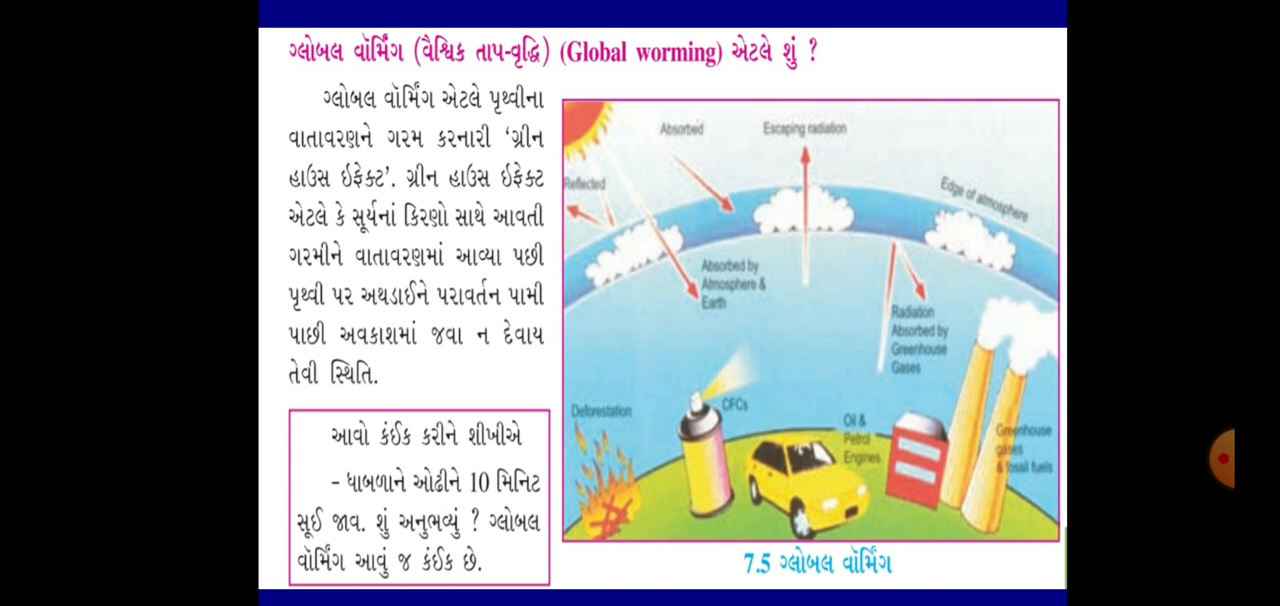 ગ્લોબલ વૉર્મિંગ (વૈશ્વિક તાપ-વૃદ્ધિ) (Global worming) એટલે શું ?
ગ્લોબલ વૉર્મિંગ એટલે પૃથ્વીના
વાતાવરણને ગરમ કરનારી ‘ગ્રીન
હાઉસ ઇફેક્ટ’. ગ્રીન હાઉસ ઇફેક્ટ
એટલે કે સૂર્યનાં કિરણો સાથે આવતી
ગરમીને વાતાવરણમાં આવ્યા પછી
પૃથ્વી પર અથડાઈને પરાવર્તન પામી
પાછી અવકાશમાં જવા ન દેવાય
તેવી સ્થિતિ.
આવો કંઈક કરીને શીખીએ
- ધાબળાને ઓઢીને 10 મિનિટ
સૂઈ જાવ. શું અનુભવ્યું ? ગ્લોબલ
વૉર્મિંગ આવું જ કંઈક છે.
Absorbed
Escaping radiation
Reflected
Edge of atmosphere
Absorbed by
Atmosphere &
Earth
Radiation
Absorbed by
Greenhouse
Gases
Deforestation
CFCs
Oil &
Petrol
Engines
Greenhouse
gases
& fossil fuels
7.5 ગ્લોબલ વૉર્મિંગ